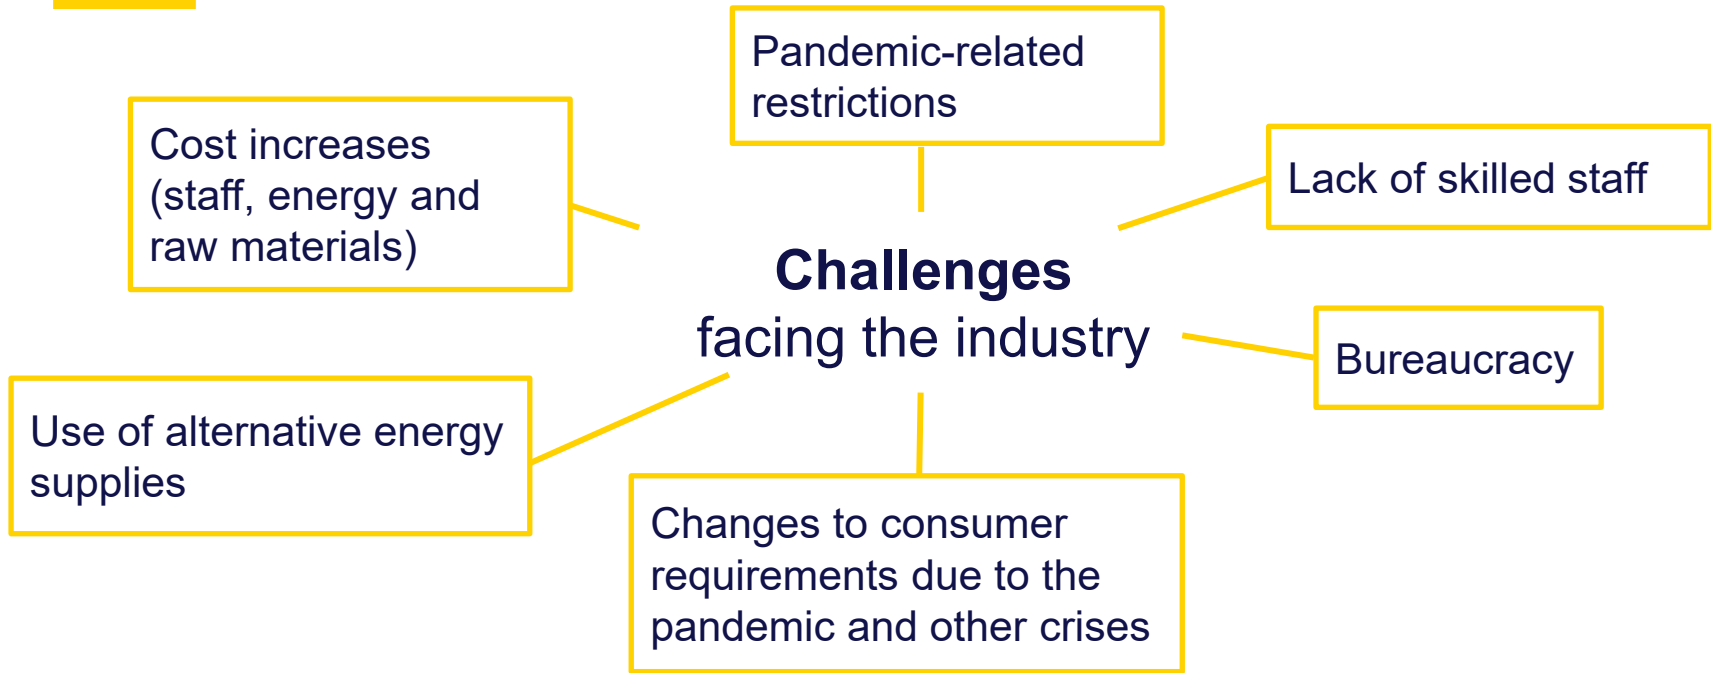 Pandemic-related
restrictions
Cost increases
(staff, energy and
raw materials)
Lack of skilled staff
Challenges
facing the industry
Bureaucracy
Use of alternative energy
supplies
Changes to consumer
requirements due to the
pandemic and other crises